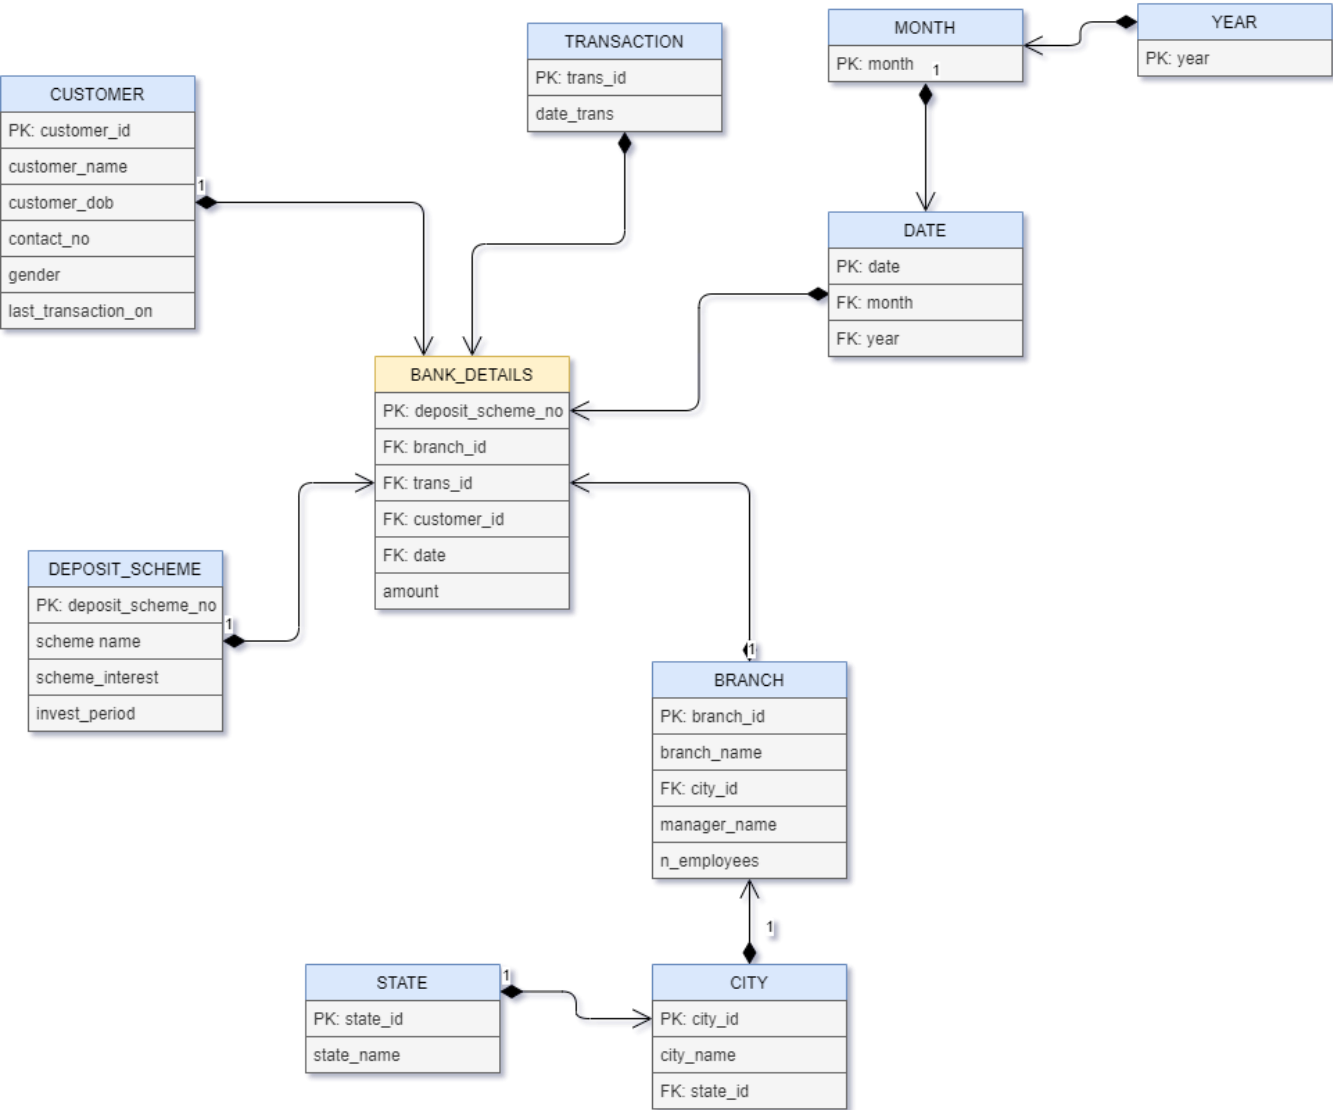 CUSTOMER
PK: customer_id
customer_name
customer_dob
contact_no
gender
last_transaction_on
1
TRANSACTION
PK: trans_id
date_trans
MONTH
PK: month
1
YEAR
PK: year
DATE
PK: date
FK: month
FK: year
BANK_DETAILS
PK: deposit_scheme_no
FK: branch_id
FK: trans_id
FK: customer_id
FK: date
amount
DEPOSIT_SCHEME
PK: deposit_scheme_no
scheme name
scheme_interest
invest_period
1
1
BRANCH
PK: branch_id
branch_name
FK: city_id
manager_name
n_employees
1
STATE
PK: state_id
state_name
1
CITY
PK: city_id
city_name
FK: state_id